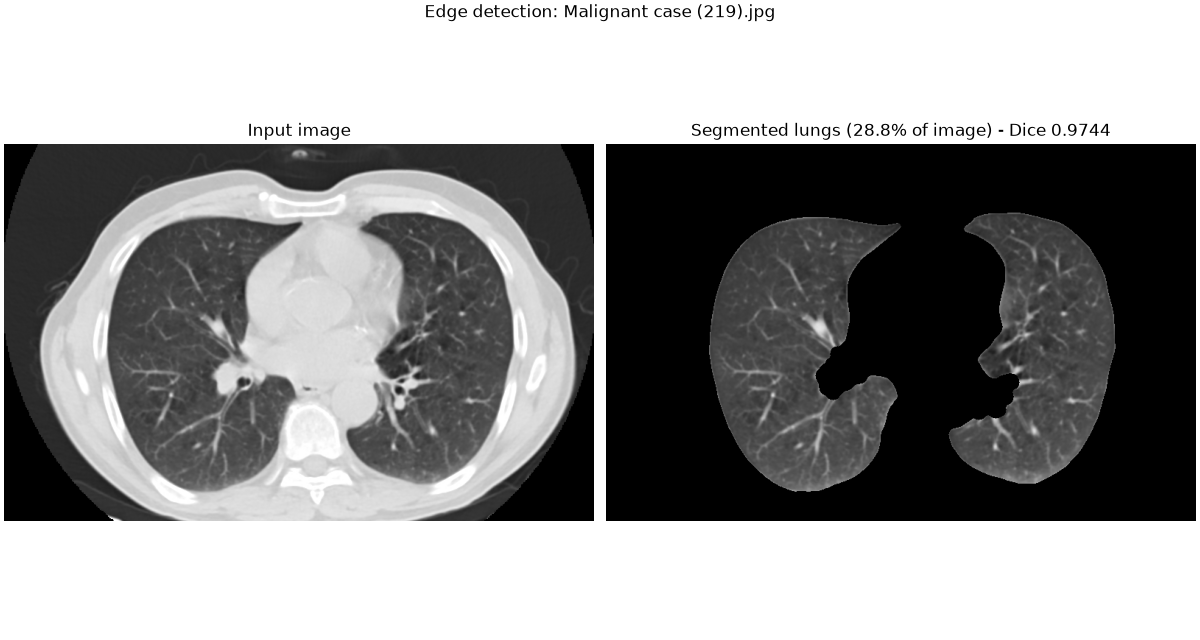 Edge detection: Malignant case (219).jpg
Input image
Segmented lungs (28.8% of image) - Dice 0.9744